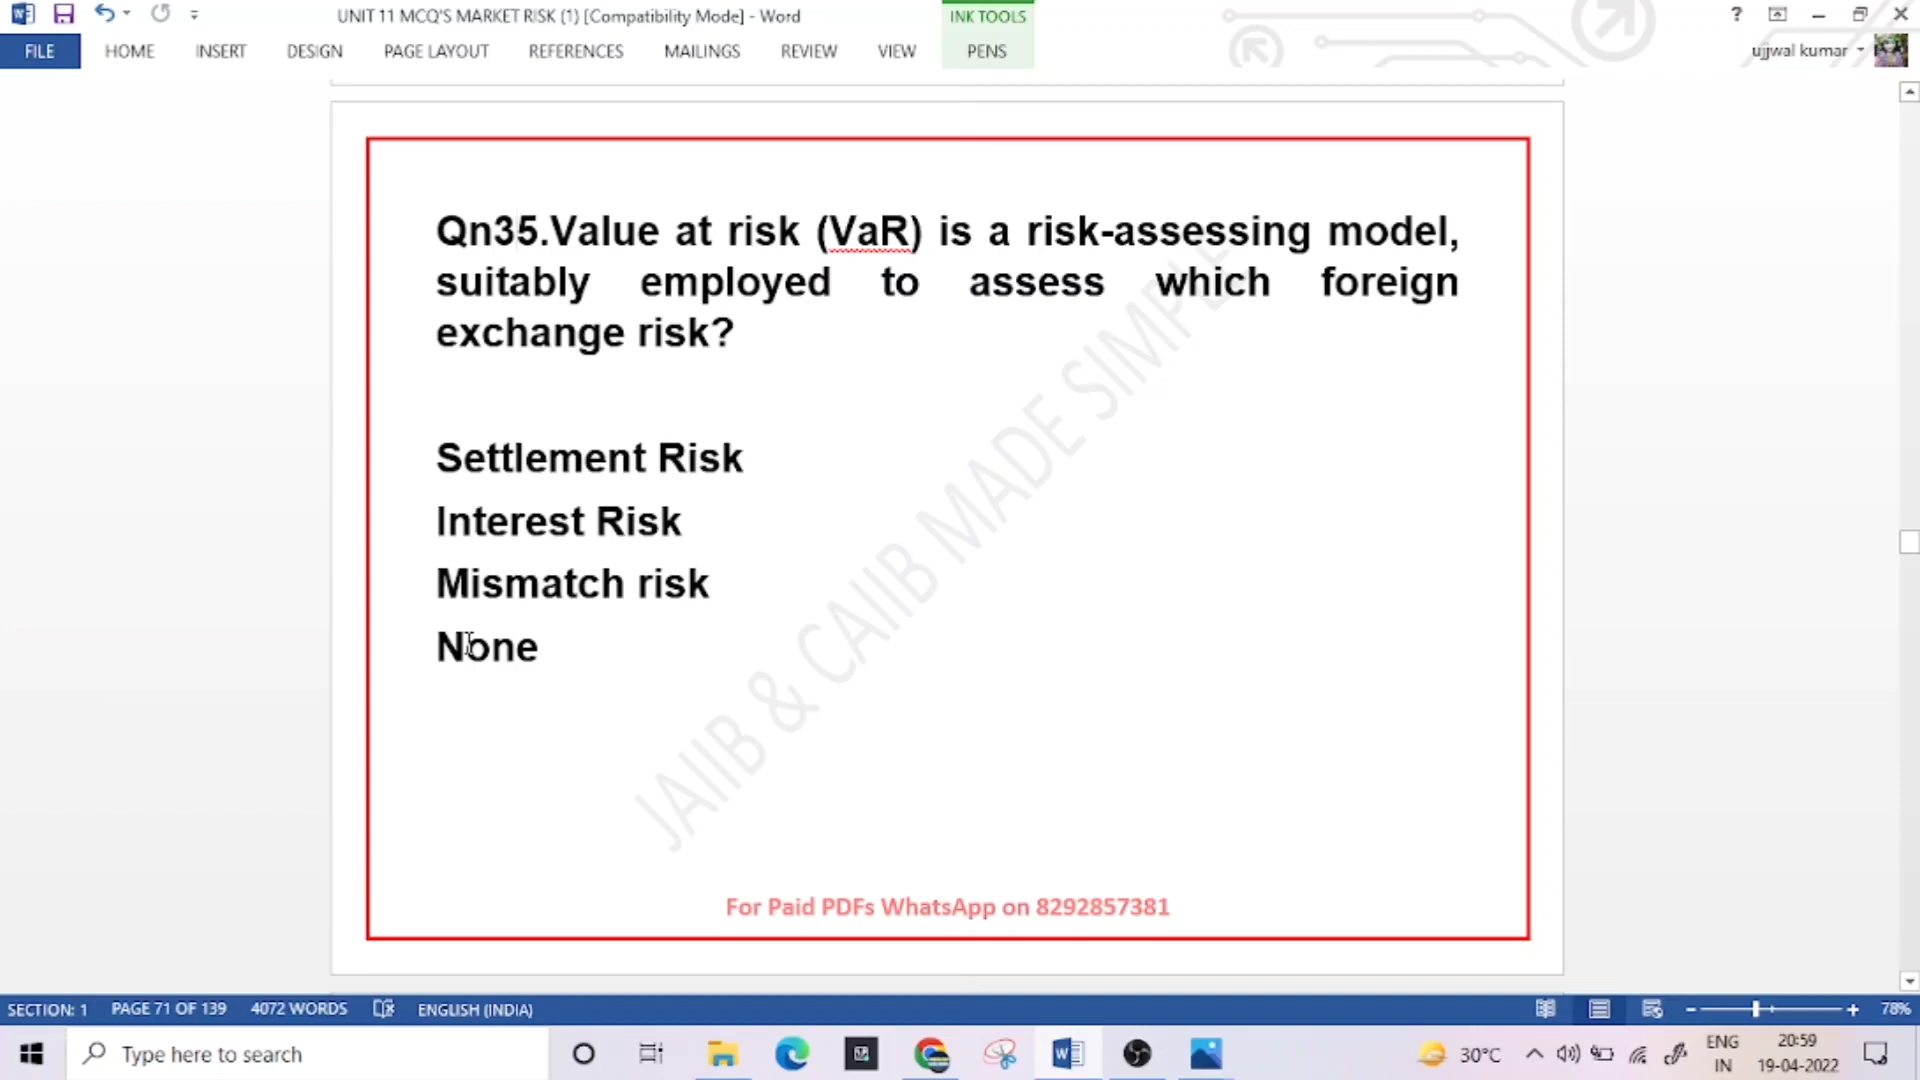 UNIT 11 MCQ'S MARKET RISK (1) [Compatibility Mode] - Word
INK TOOLS
?
FILE HOME INSERT DESIGN PAGE LAYOUT REFERENCES MAILINGS REVIEW VIEW PENS
ujjwal kumar
Qn35.Value at risk (VaR) is a risk-assessing model,
suitably employed to assess which foreign
exchange risk?
Settlement Risk
Interest Risk
Mismatch risk
None
JAIIB & CAIIB MADE SIMPLE
For Paid PDFs WhatsApp on 8292857381
SECTION: 1 PAGE 71 OF 139 4072 WORDS ENGLISH (INDIA) 78%
Type here to search
30°C
ENG
IN
20:59
19-04-2022